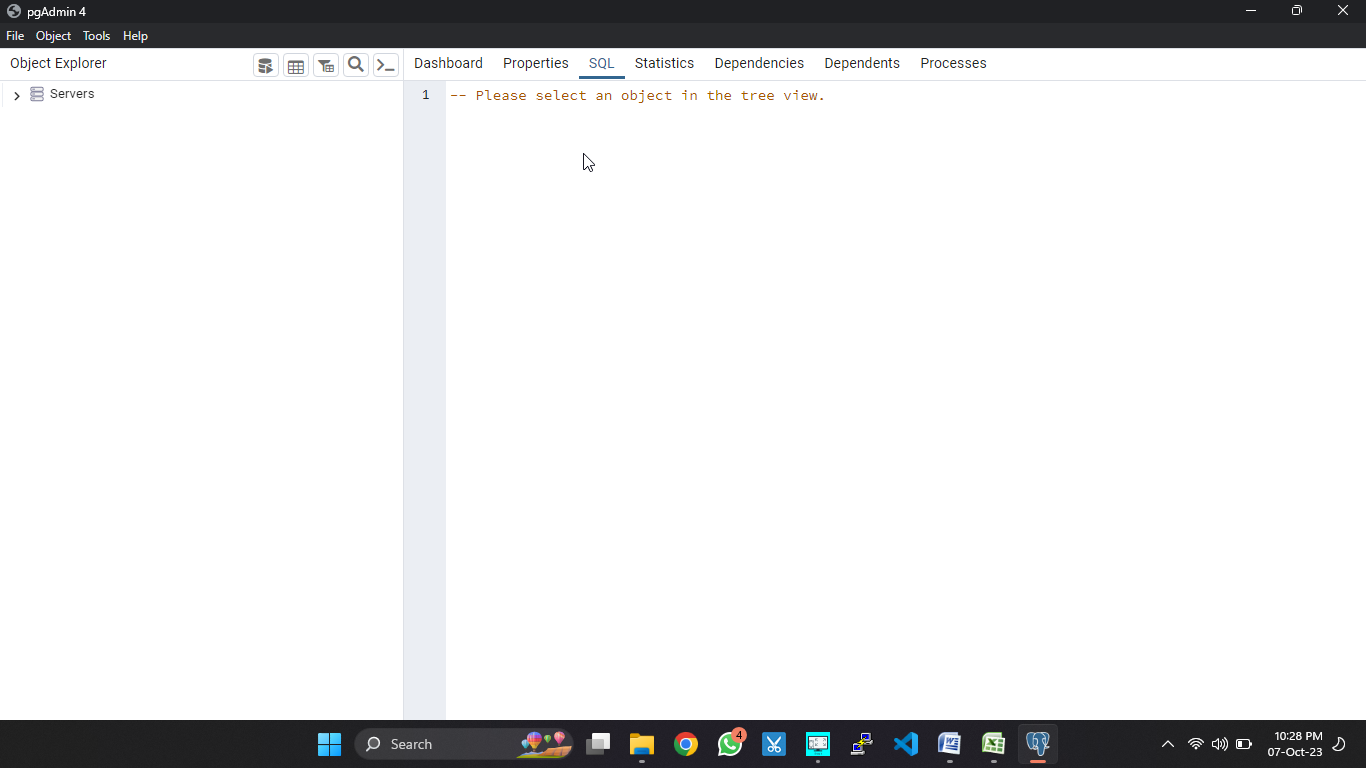 pgAdmin 4
File Object Tools Help
Object Explorer
Dashboard Properties SQL Statistics Dependencies Dependents Processes
Servers
1 -- Please select an object in the tree view.
Search
4
10:28 PM
07-Oct-23